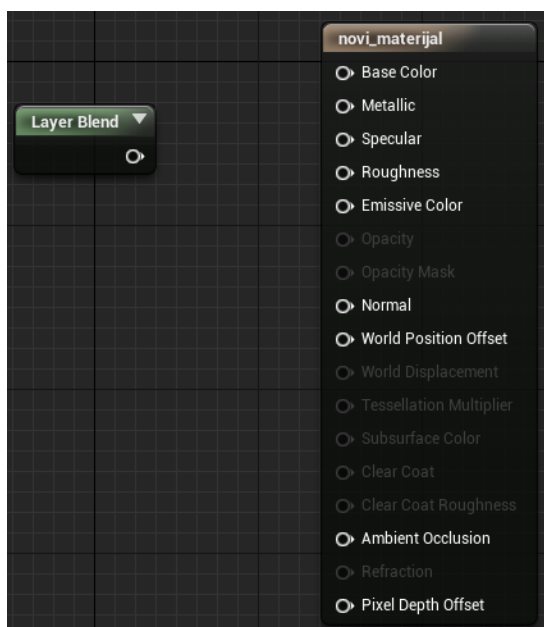 novi_materijal
Base Color
Metallic
Layer Blend
Specular
Roughness
Emissive Color
Opacity
Opacity Mask
Normal
World Position Offset
World Displacement
Tessellation Multiplier
Subsurface Color
Clear Coat
Clear Coat Roughness
Ambient Occlusion
Refraction
Pixel Depth Offset